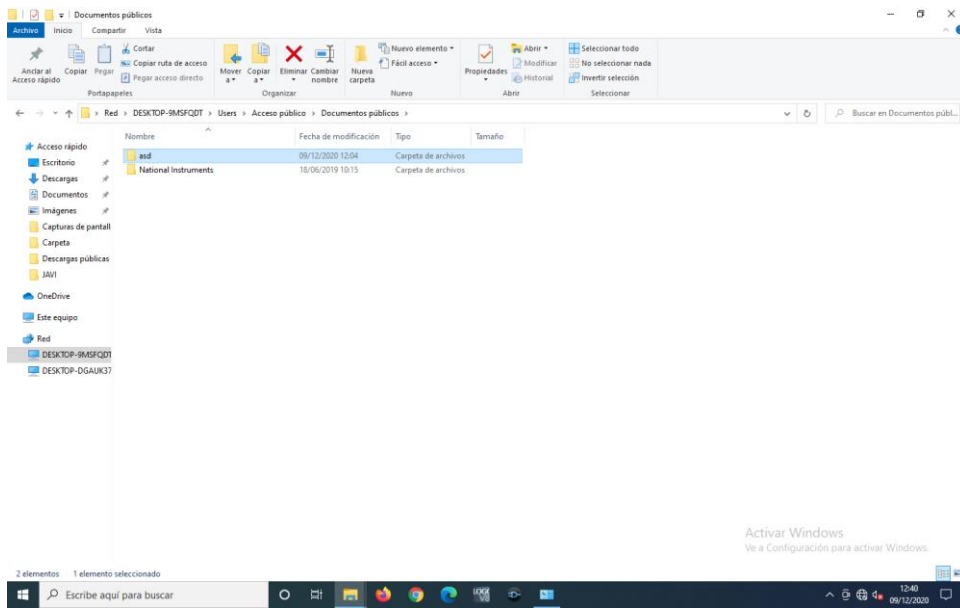 Documentos públicos
Archivo Inicio Compartir Vista
Anclar al Acceso rápido
Copiar
Pegar
Cortar
Copiar ruta de acceso
Pegar acceso directo
Portapapeles
Mover a
Copiar a
Eliminar
Cambiar nombre
Organizar
Nueva carpeta
Nuevo elemento
Fácil acceso
Nuevo
Propiedades
Abrir
Modificar
Historial
Abrir
Seleccionar todo
No seleccionar nada
Invertir selección
Seleccionar
Red > DESKTOP-9MSFQDT > Users > Acceso público > Documentos públicos >
Buscar en Documentos públ...
Nombre Fecha de modificación Tipo Tamaño
asd 09/12/2020 12:04 Carpeta de archivos
National Instruments 18/06/2019 10:15 Carpeta de archivos
Acceso rápido
Escritorio
Descargas
Documentos
Imágenes
Capturas de pantall
Carpeta
Descargas públicas
JAVI
OneDrive
Este equipo
Red
DESKTOP-9MSFQDT
DESKTOP-DGAUK37
Activar Windows
Ve a Configuración para activar Windows.
2 elementos 1 elemento seleccionado
Escribe aquí para buscar
12:40
09/12/2020